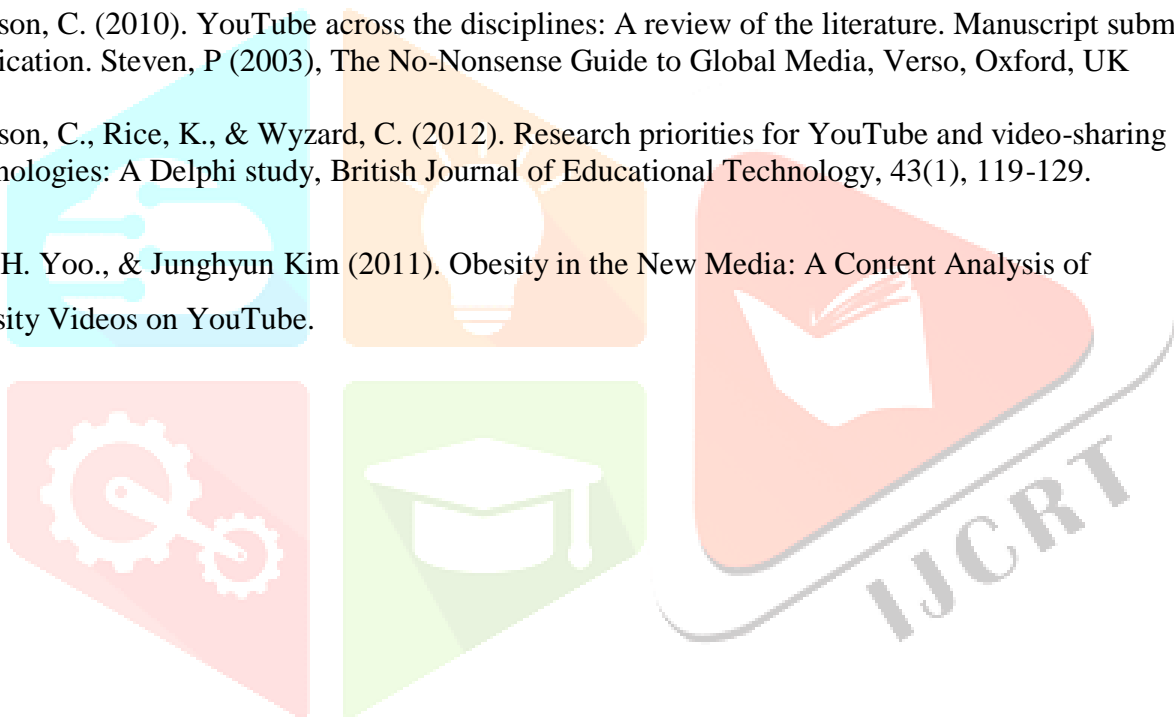 son, C. (2010). YouTube across the disciplines: A review of the literature. Manuscript subm
ication. Steven, P (2003), The No-Nonsense Guide to Global Media, Verso, Oxford, UK
son, C., Rice, K., & Wyzard, C. (2012). Research priorities for YouTube and video-sharing
nologies: A Delphi study, British Journal of Educational Technology, 43(1), 119-129.
H. Yoo., & Junghyun Kim (2011). Obesity in the New Media: A Content Analysis of
sity Videos on YouTube.
IJCRT